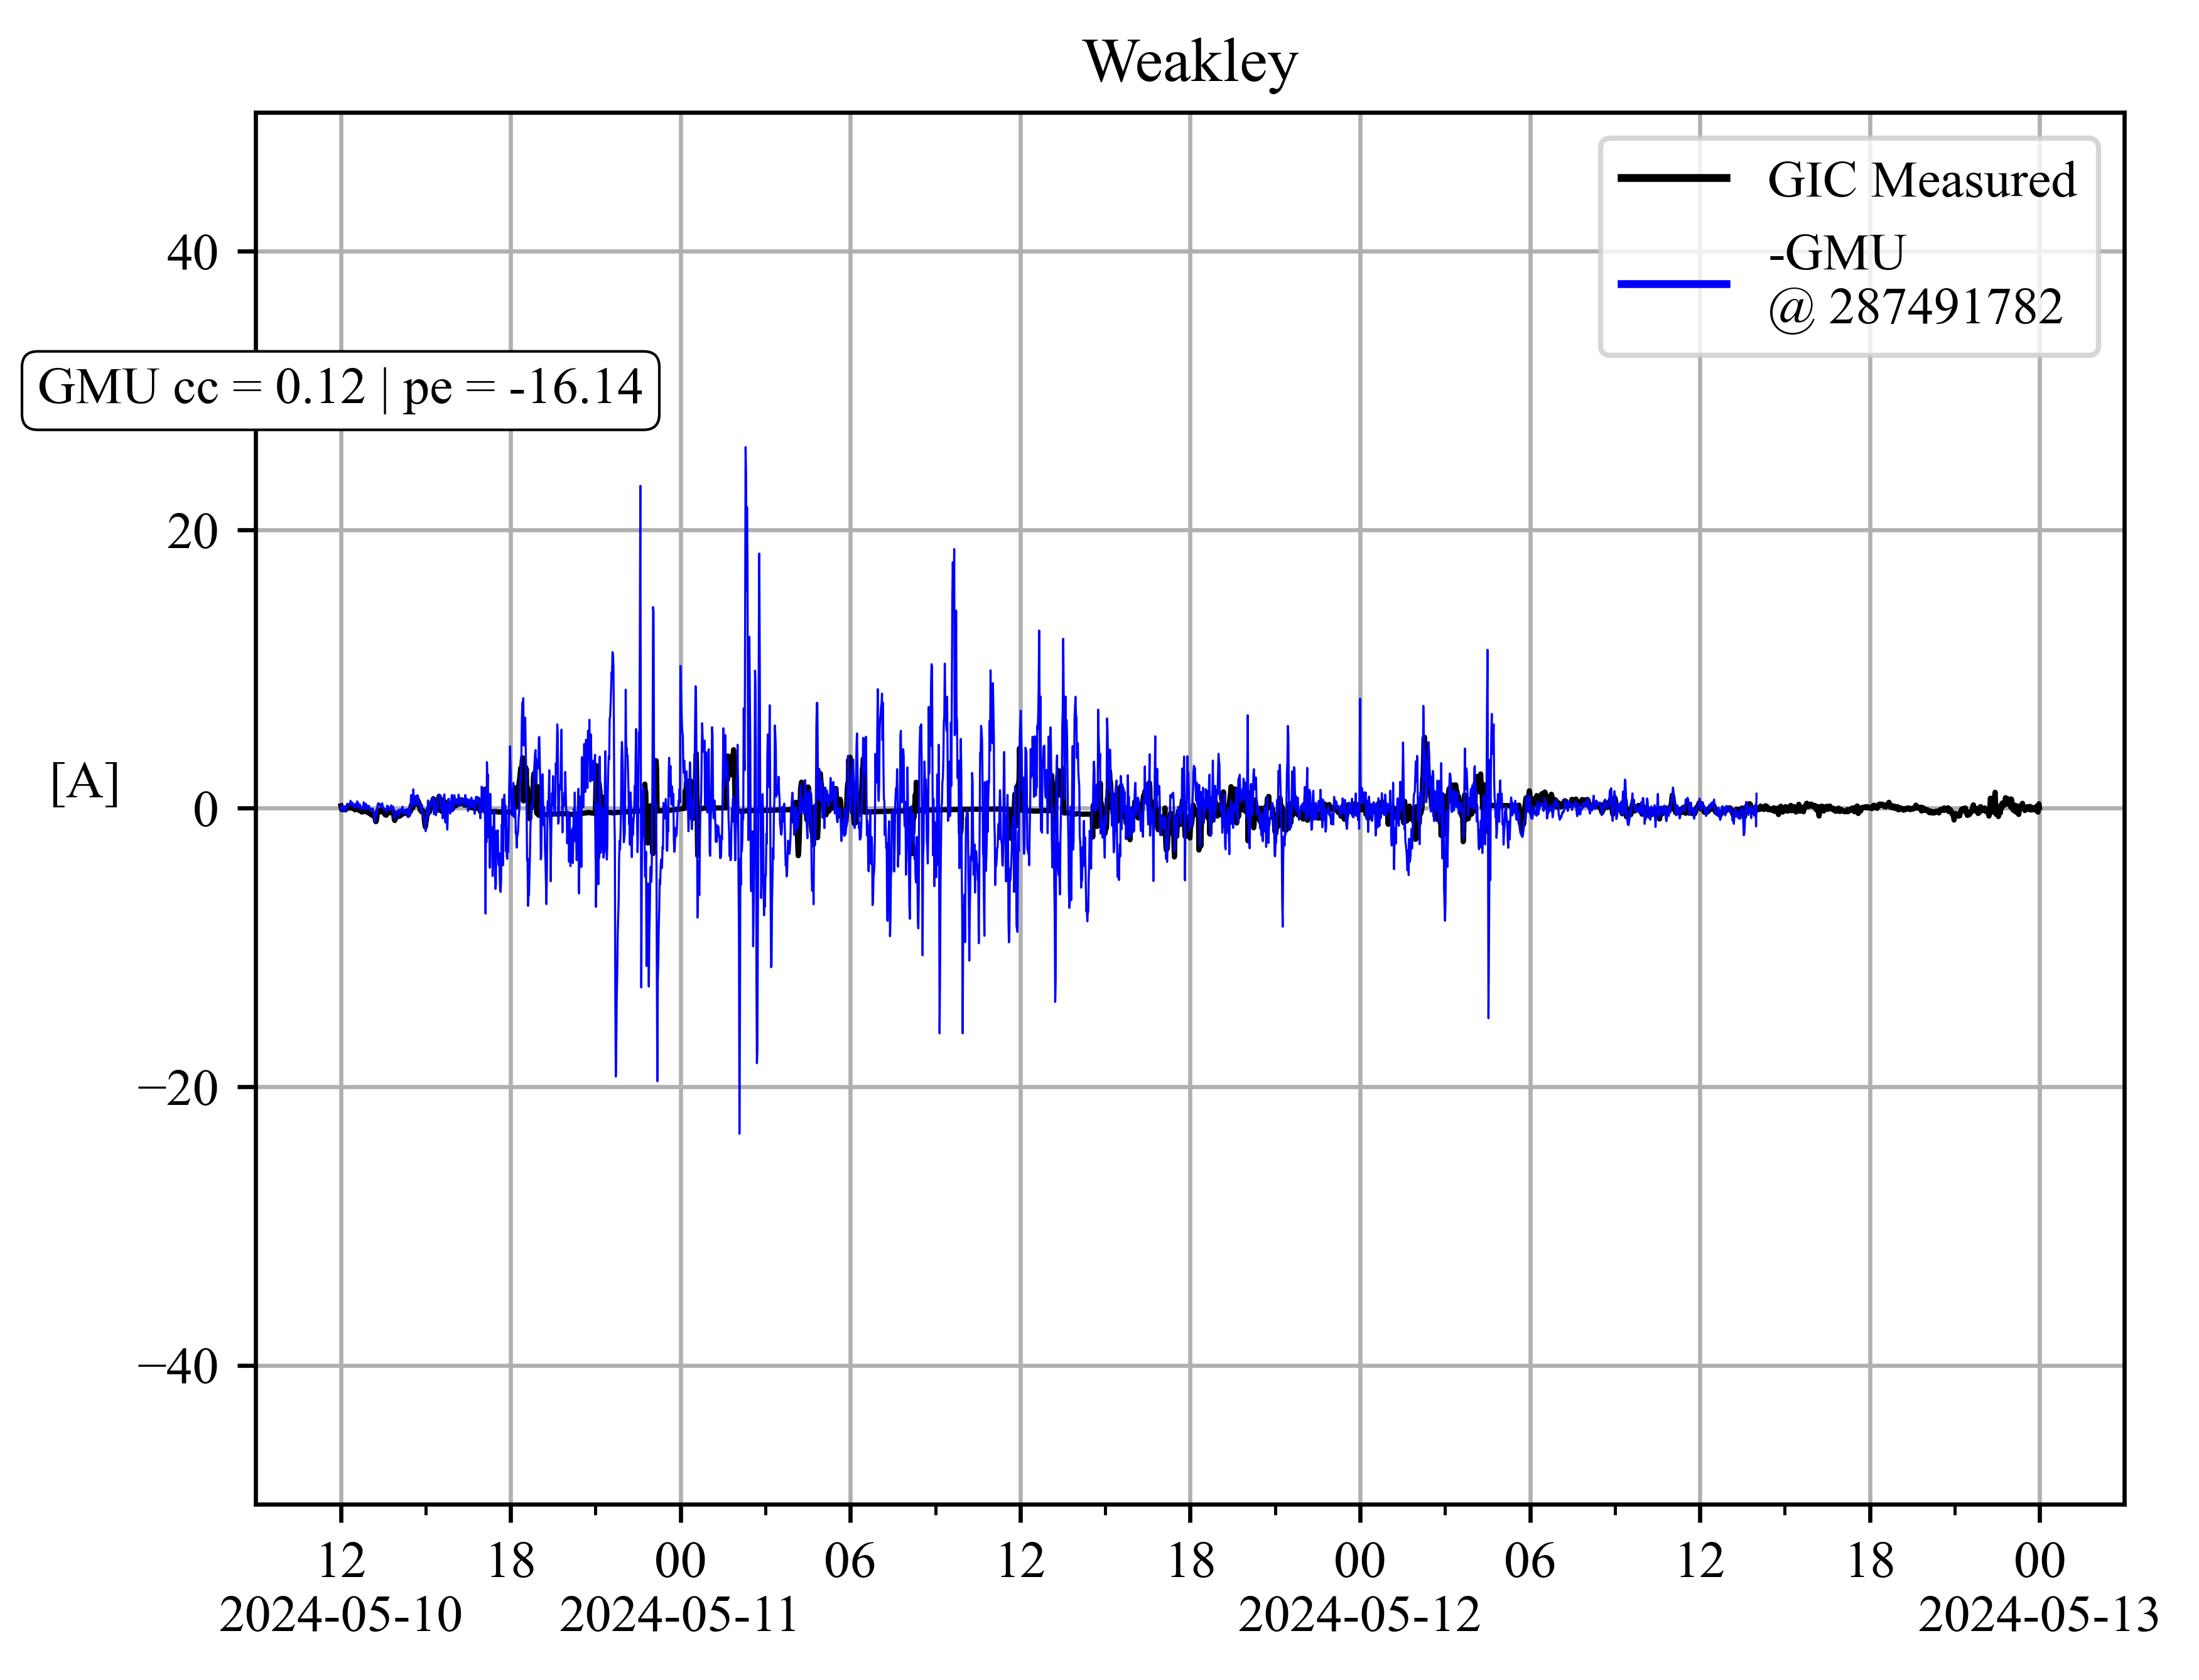 Weakley
GIC Measured
-GMU
@ 287491782
GMU cc = 0.12 | pe = -16.14
[A]
40
20
0
−20
−40
12 18 00 06 12 18 00 06 12 18 00
2024-05-10 2024-05-11 2024-05-12 2024-05-13